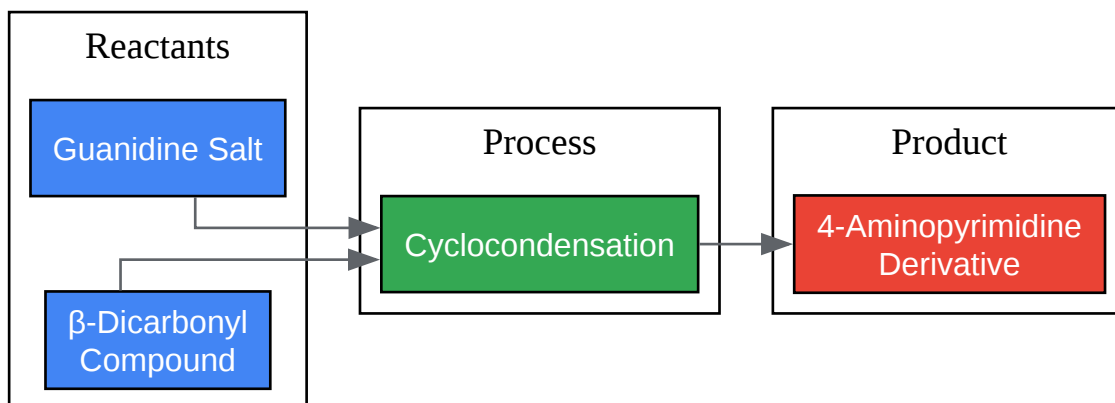 Reactants
Guanidine Salt
β-Dicarbonyl
Compound
Process
Cyclocondensation
Product
4-Aminopyrimidine
Derivative